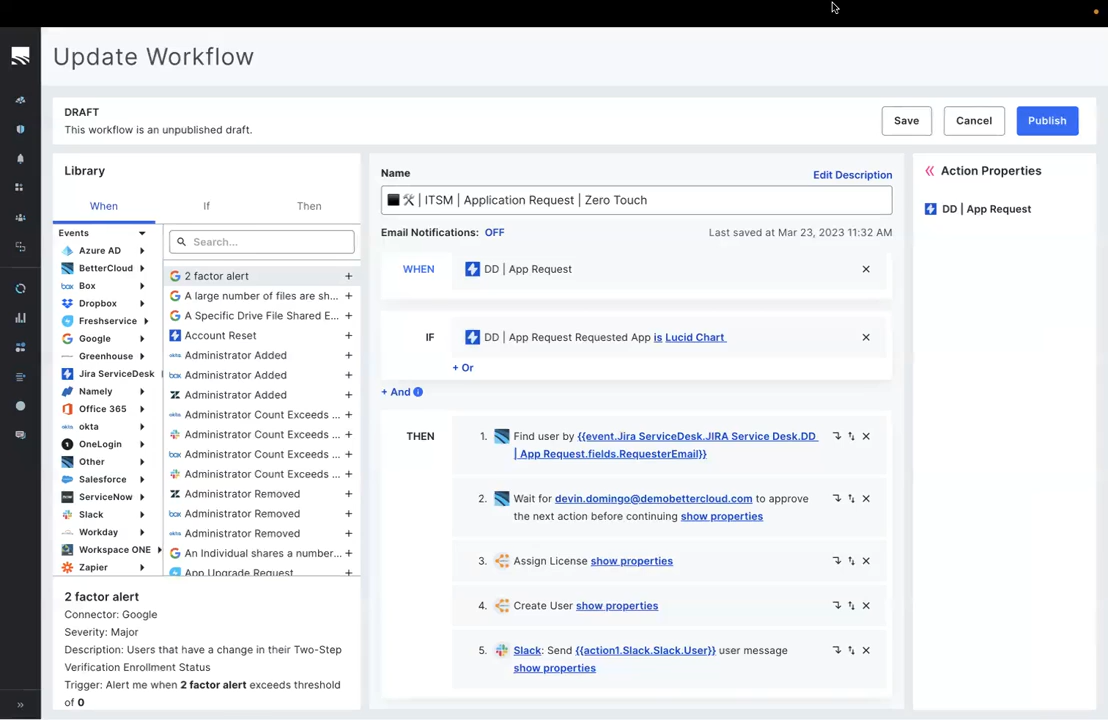 Update Workflow
DRAFT
This workflow is an unpublished draft.
Save
Cancel
Publish
Library
When
If
Then
Events
Azure AD
BetterCloud
box
Box
Dropbox
Freshservice
Google
Greenhouse
Jira ServiceDesk
Namely
Office 365
okta
okta
OneLogin
Other
Salesforce
ServiceNow
Slack
Workday
Workspace ONE
Zapier
Search...
2 factor alert
A large number of files are sh...
A Specific Drive File Shared E...
Account Reset
okta Administrator Added
box Administrator Added
Administrator Added
okta Administrator Count Exceeds ...
Administrator Count Exceeds ...
box Administrator Count Exceeds ...
Administrator Count Exceeds ...
Administrator Removed
box Administrator Removed
okta Administrator Removed
An Individual shares a number...
App Upgrade Request
2 factor alert
Connector: Google
Severity: Major
Description: Users that have a change in their Two-Step
Verification Enrollment Status
Trigger: Alert me when 2 factor alert exceeds threshold
of 0
Name
Edit Description
| ITSM | Application Request | Zero Touch
Email Notifications: OFF
Last saved at Mar 23, 2023 11:32 AM
WHEN
DD | App Request
IF
DD | App Request Requested App is Lucid Chart
+ Or
+ And
THEN
1. Find user by {{event.Jira ServiceDesk.JIRA Service Desk.DD
| App Request.fields.RequesterEmail}}
2. Wait for devin.domingo@demobettercloud.com to approve
the next action before continuing show properties
3. Assign License show properties
4. Create User show properties
5. Slack: Send {{action1.Slack.Slack.User}} user message
show properties
Action Properties
DD | App Request